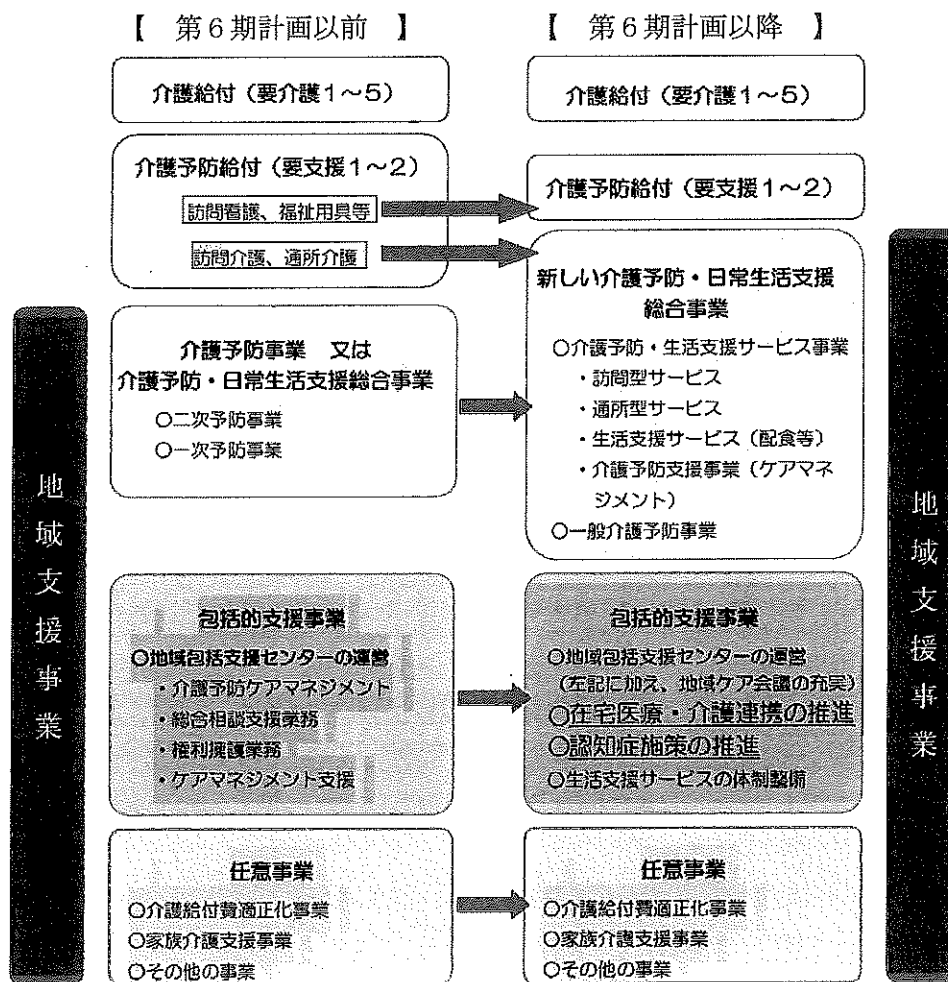 【 第6期計画以前 】
介護給付（要介護1～5）
介護予防給付（要支援1～2）
訪問看護、福祉用具等
訪問介護、通所介護
地域支援事業
介護予防事業 又は
介護予防・日常生活支援総合事業
○二次予防事業
○一次予防事業
包括的支援事業
○地域包括支援センターの運営
・介護予防ケアマネジメント
・総合相談支援業務
・権利擁護業務
・ケアマネジメント支援
任意事業
○介護給付費適正化事業
○家族介護支援事業
○その他の事業
【 第6期計画以降 】
介護給付（要介護1～5）
介護予防給付（要支援1～2）
新しい介護予防・日常生活支援
総合事業
○介護予防・生活支援サービス事業
・訪問型サービス
・通所型サービス
・生活支援サービス（配食等）
・介護予防支援事業（ケアマネ
ジメント）
○一般介護予防事業
包括的支援事業
○地域包括支援センターの運営
（左記に加え、地域ケア会議の充実）
○在宅医療・介護連携の推進
○認知症施策の推進
○生活支援サービスの体制整備
任意事業
○介護給付費適正化事業
○家族介護支援事業
○その他の事業
地域支援事業